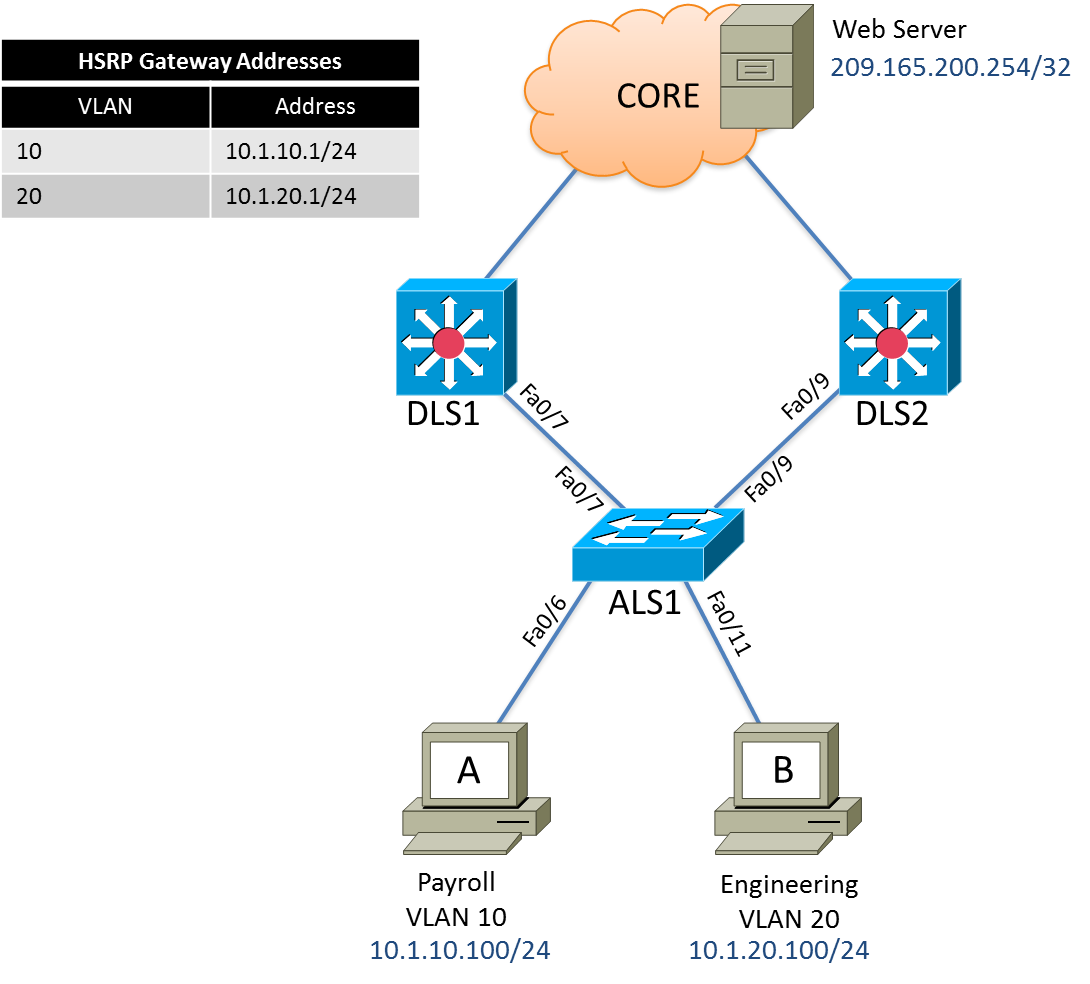 HSRP Gateway Addresses
VLAN Address
10 10.1.10.1/24
20 10.1.20.1/24
CORE
Web Server
209.165.200.254/32
DLS1
DLS2
Fa0/7
Fa0/9
Fa0/7
Fa0/9
ALS1
Fa0/6
Fa0/11
A
B
Payroll
VLAN 10
10.1.10.100/24
Engineering
VLAN 20
10.1.20.100/24